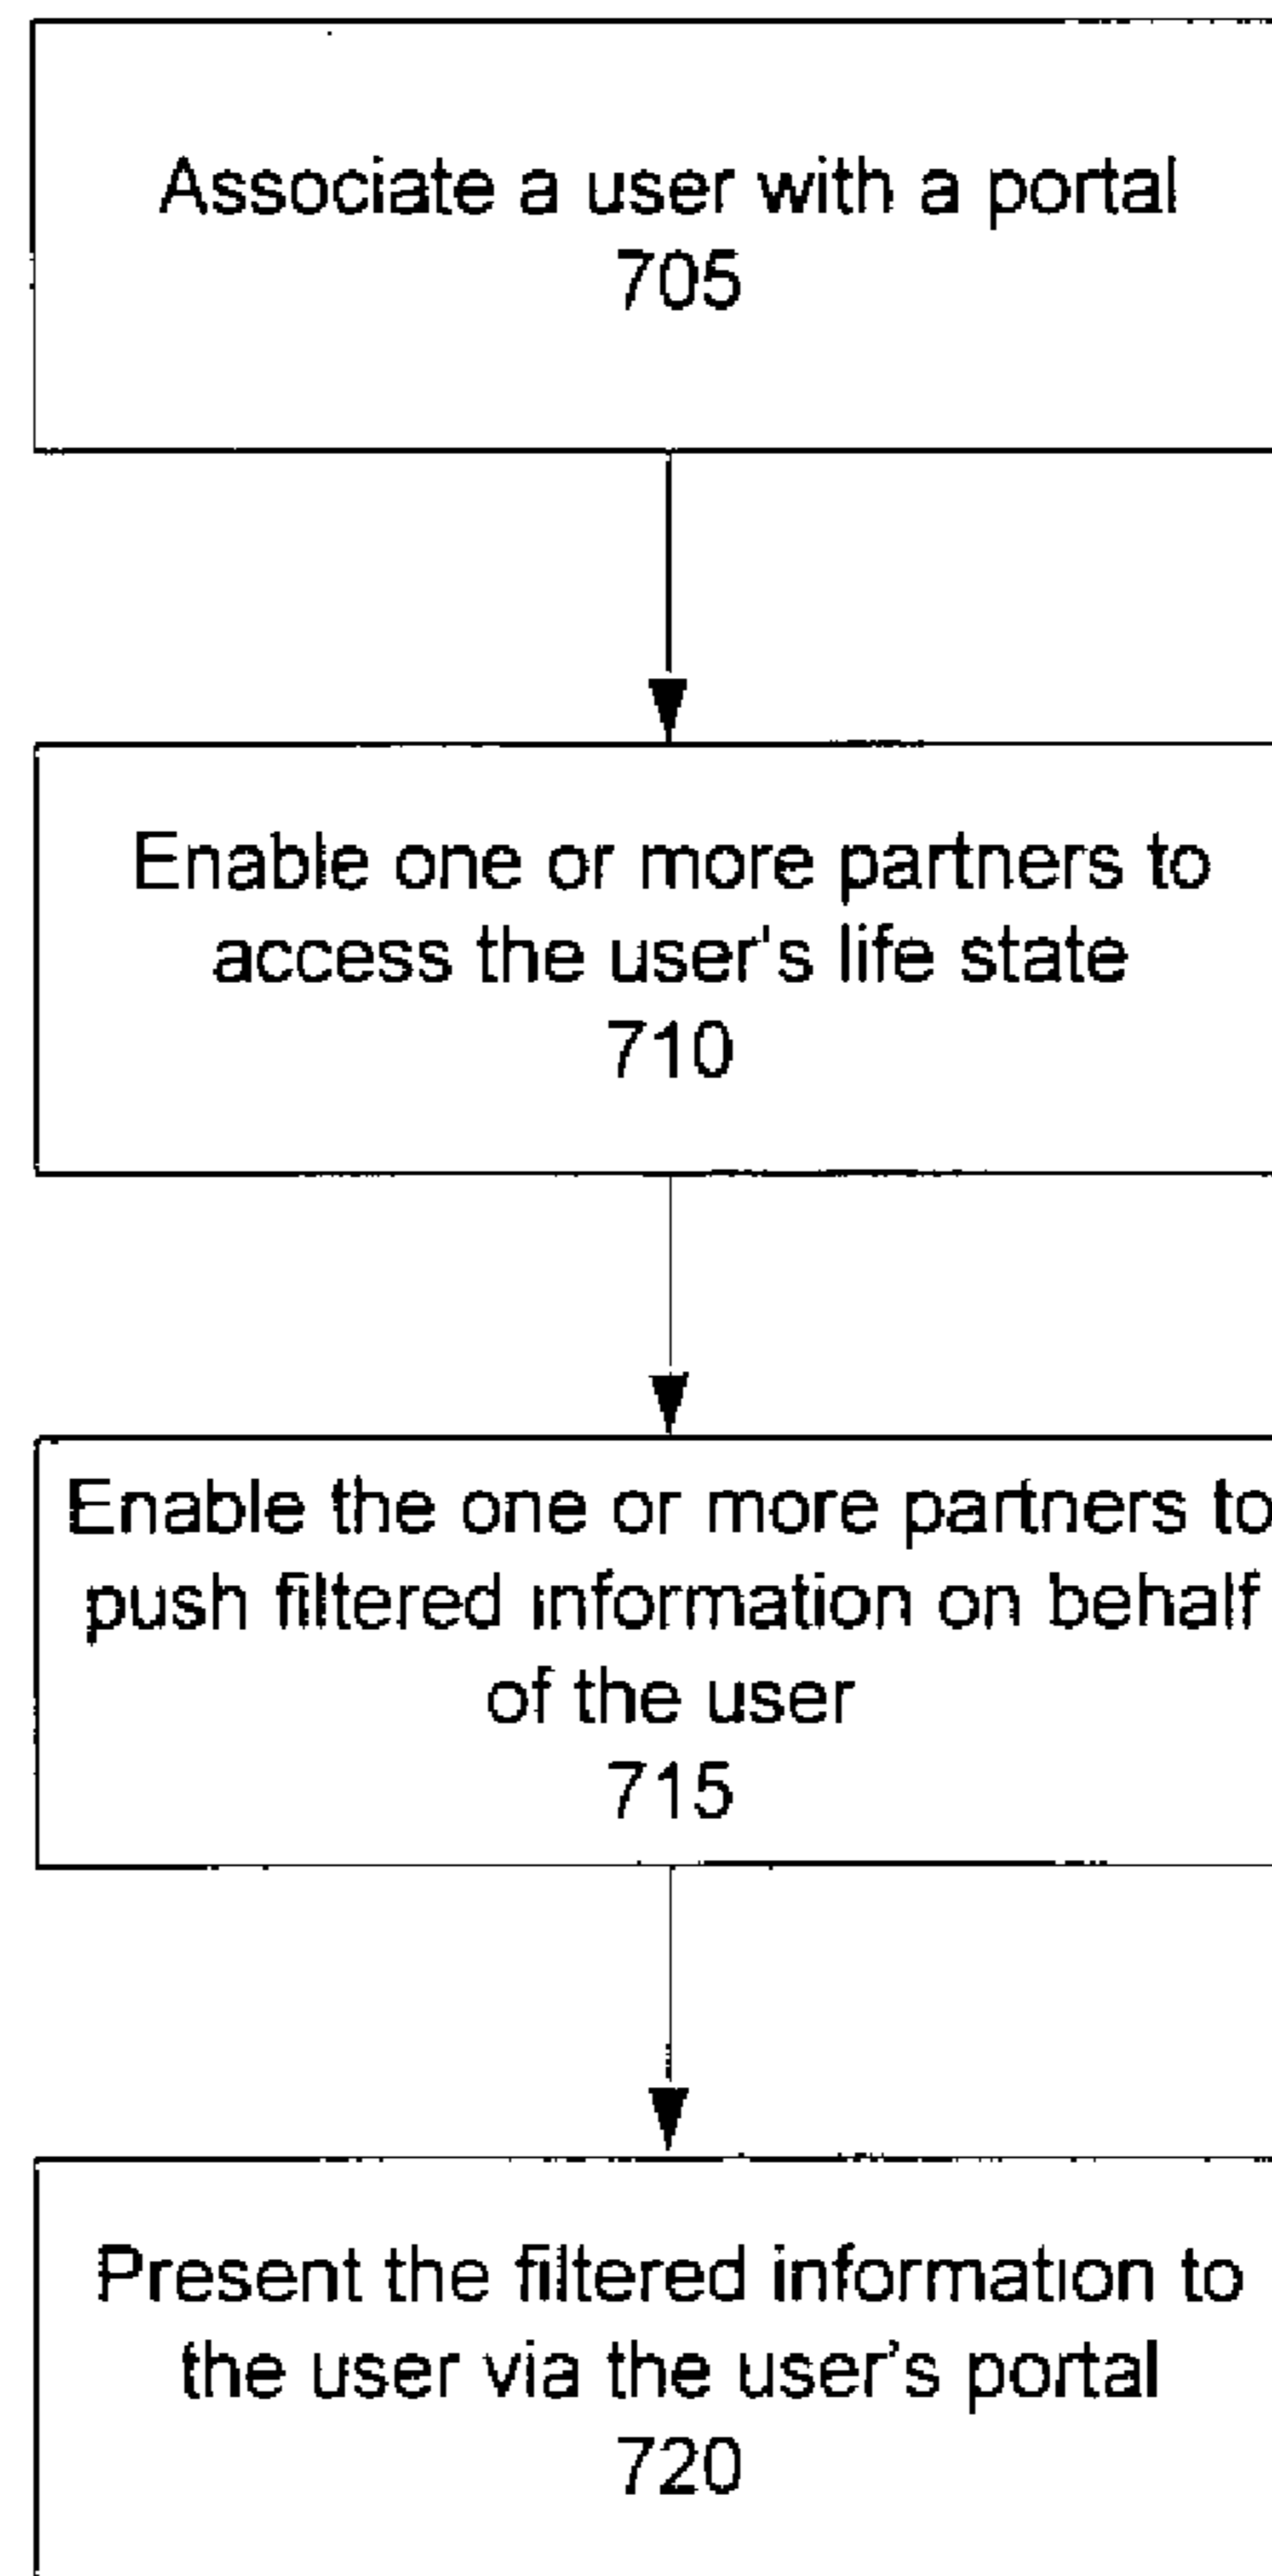 Associate a user with a portal
705
Enable one or more partners to
access the user's life state
710
Enable the one or more partners to
push filtered information on behalf
of the user
715
Present the filtered information to
the user via the user's portal
720